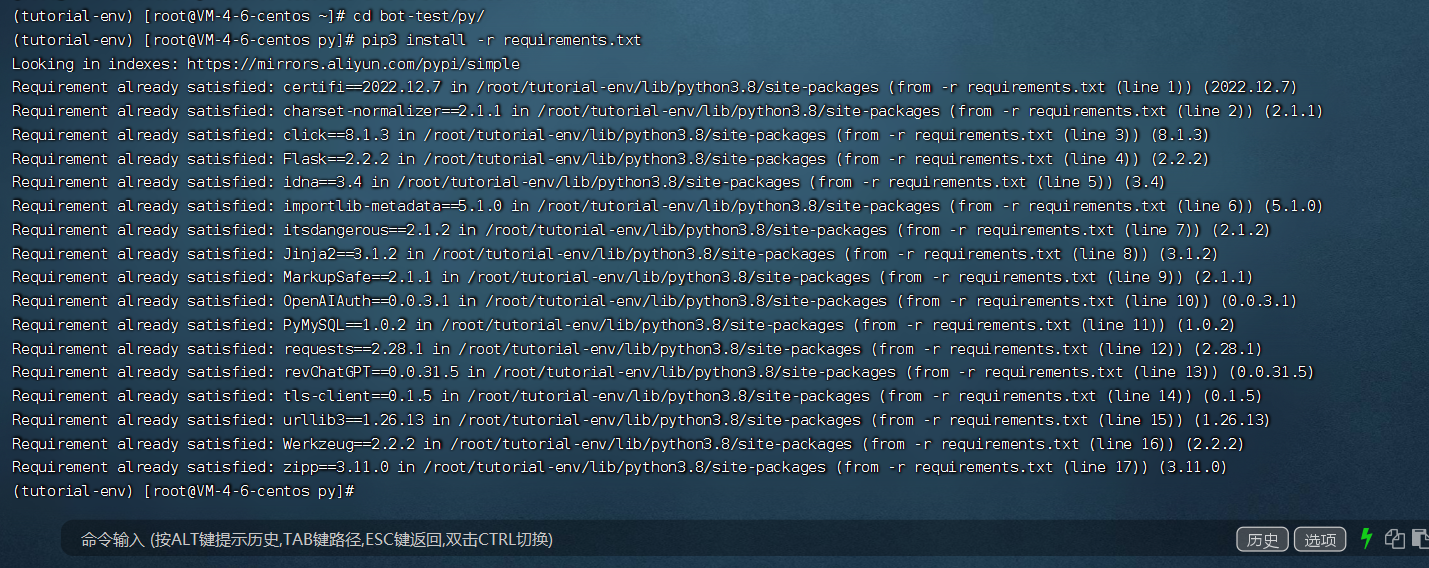 (tutorial-env) [root@VM-4-6-centos ~]# cd bot-test/py/
(tutorial-env) [root@VM-4-6-centos py]# pip3 install -r requirements.txt
Looking in indexes: https://mirrors.aliyun.com/pypi/simple
Requirement already satisfied: certifi==2022.12.7 in /root/tutorial-env/lib/python3.8/site-packages (from -r requirements.txt (line 1)) (2022.12.7)
Requirement already satisfied: charset-normalizer==2.1.1 in /root/tutorial-env/lib/python3.8/site-packages (from -r requirements.txt (line 2)) (2.1.1)
Requirement already satisfied: click==8.1.3 in /root/tutorial-env/lib/python3.8/site-packages (from -r requirements.txt (line 3)) (8.1.3)
Requirement already satisfied: Flask==2.2.2 in /root/tutorial-env/lib/python3.8/site-packages (from -r requirements.txt (line 4)) (2.2.2)
Requirement already satisfied: idna==3.4 in /root/tutorial-env/lib/python3.8/site-packages (from -r requirements.txt (line 5)) (3.4)
Requirement already satisfied: importlib-metadata==5.1.0 in /root/tutorial-env/lib/python3.8/site-packages (from -r requirements.txt (line 6)) (5.1.0)
Requirement already satisfied: itsdangerous==2.1.2 in /root/tutorial-env/lib/python3.8/site-packages (from -r requirements.txt (line 7)) (2.1.2)
Requirement already satisfied: Jinja2==3.1.2 in /root/tutorial-env/lib/python3.8/site-packages (from -r requirements.txt (line 8)) (3.1.2)
Requirement already satisfied: MarkupSafe==2.1.1 in /root/tutorial-env/lib/python3.8/site-packages (from -r requirements.txt (line 9)) (2.1.1)
Requirement already satisfied: OpenAIAuth==0.0.3.1 in /root/tutorial-env/lib/python3.8/site-packages (from -r requirements.txt (line 10)) (0.0.3.1)
Requirement already satisfied: PyMySQL==1.0.2 in /root/tutorial-env/lib/python3.8/site-packages (from -r requirements.txt (line 11)) (1.0.2)
Requirement already satisfied: requests==2.28.1 in /root/tutorial-env/lib/python3.8/site-packages (from -r requirements.txt (line 12)) (2.28.1)
Requirement already satisfied: revChatGPT==0.0.31.5 in /root/tutorial-env/lib/python3.8/site-packages (from -r requirements.txt (line 13)) (0.0.31.5)
Requirement already satisfied: tls-client==0.1.5 in /root/tutorial-env/lib/python3.8/site-packages (from -r requirements.txt (line 14)) (0.1.5)
Requirement already satisfied: urllib3==1.26.13 in /root/tutorial-env/lib/python3.8/site-packages (from -r requirements.txt (line 15)) (1.26.13)
Requirement already satisfied: Werkzeug==2.2.2 in /root/tutorial-env/lib/python3.8/site-packages (from -r requirements.txt (line 16)) (2.2.2)
Requirement already satisfied: zipp==3.11.0 in /root/tutorial-env/lib/python3.8/site-packages (from -r requirements.txt (line 17)) (3.11.0)
(tutorial-env) [root@VM-4-6-centos py]#
命令输入 (按ALT键提示历史,TAB键路径,ESC键返回,双击CTRL切换) 历史 选项